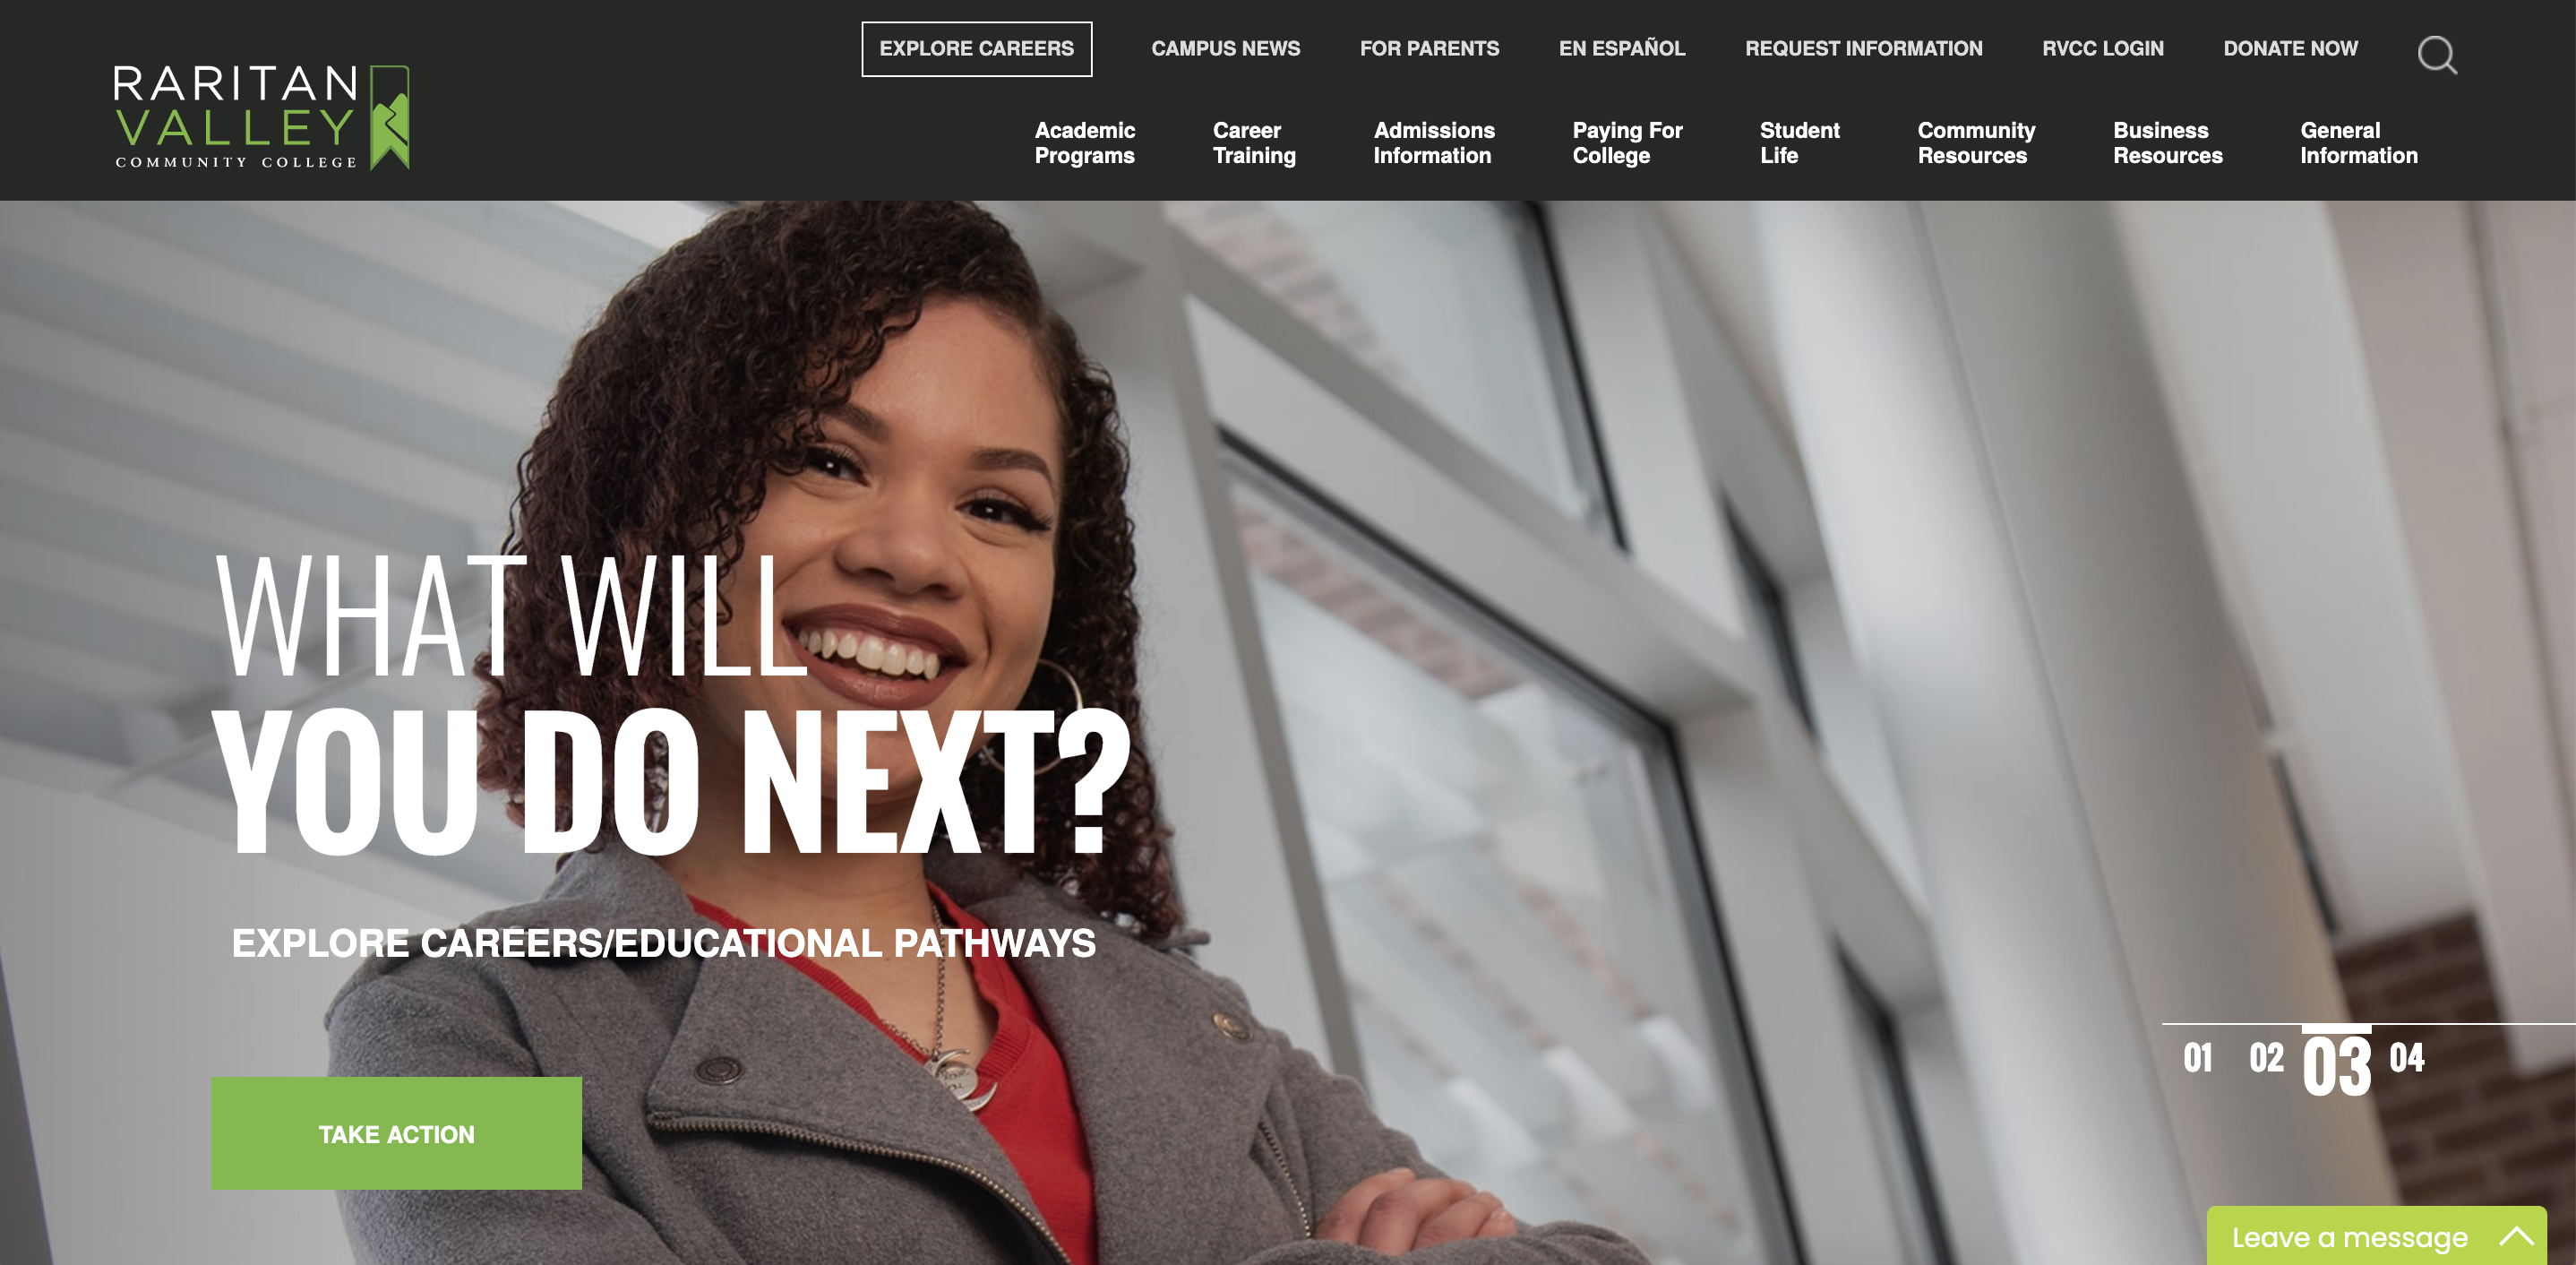 EXPLORE CAREERS
CAMPUS NEWS
FOR PARENTS
EN ESPAÑOL
REQUEST INFORMATION
RVCC LOGIN
DONATE NOW
RARITAN
VALLEY
COMMUNITY COLLEGE
Academic
Programs
Career
Training
Admissions
Information
Paying For
College
Student
Life
Community
Resources
Business
Resources
General
Information
WHAT WILL
YOU DO NEXT?
EXPLORE CAREERS/EDUCATIONAL PATHWAYS
TAKE ACTION
01 02 03 04
Leave a message